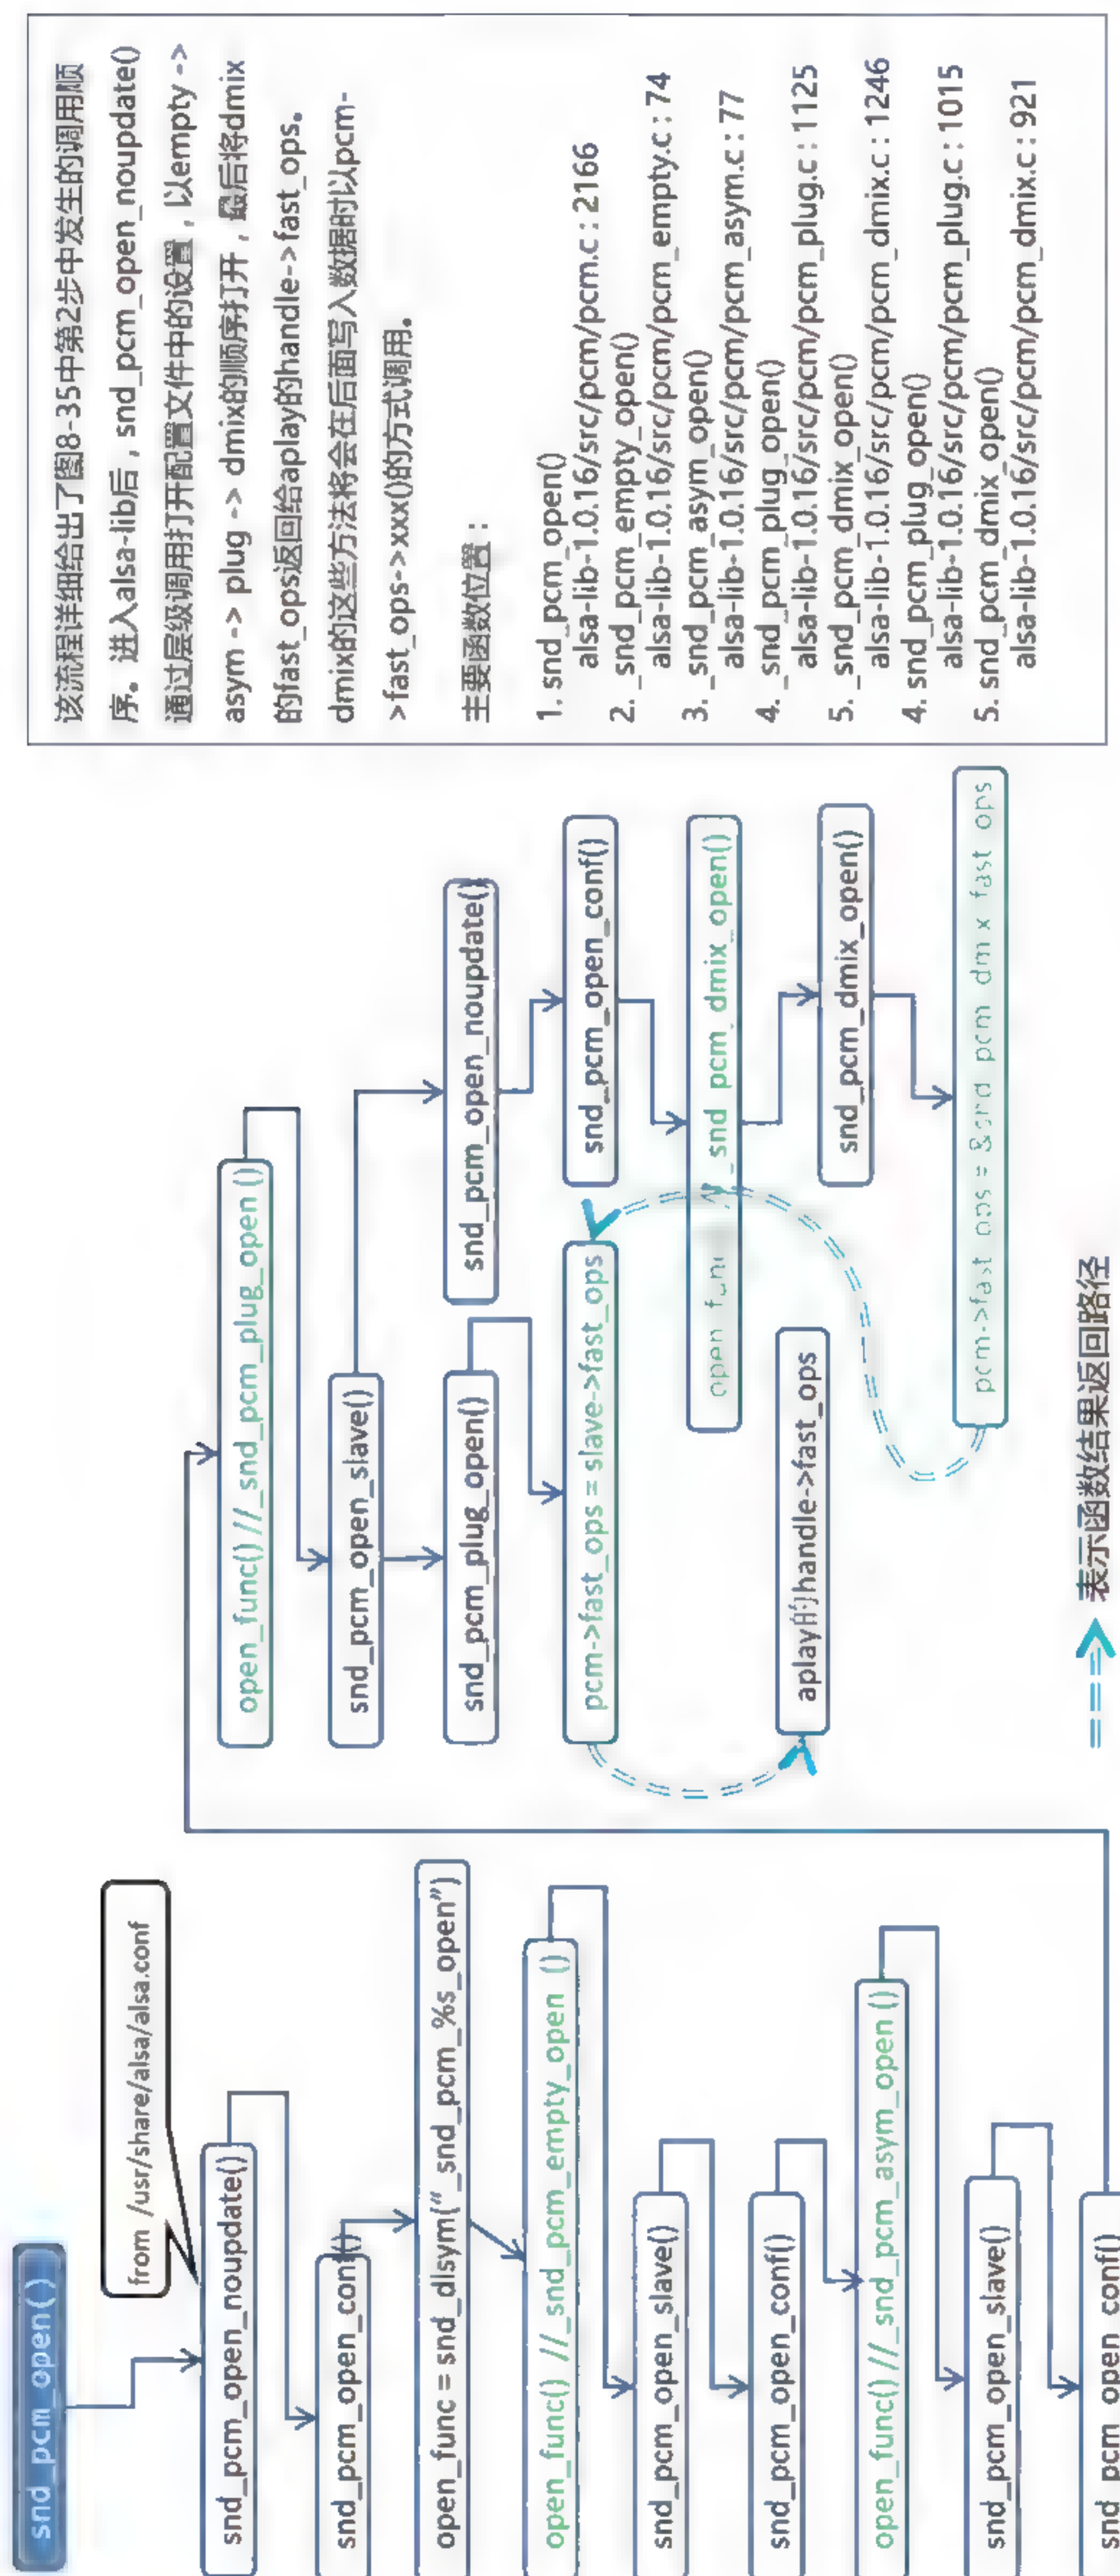 snd_pcm_open()
from /usr/share/alsa/alsa.conf
snd_pcm_open_noupdate()
snd_pcm_open_conf()
open_func = snd_dlsym("_snd_pcm_%s_open")
open_func() //_snd_pcm_empty_open ()
snd_pcm_open_slave()
snd_pcm_open_conf()
open_func() //_snd_pcm_asym_open ()
snd_pcm_open_slave()
snd_pcm_open_conf()
open_func() //_snd_pcm_plug_open ()
snd_pcm_open_slave()
snd_pcm_plug_open()
pcm->fast_ops = slave->fast_ops
aplay的handle->fast_ops
snd_pcm_open_noupdate()
snd_pcm_open_conf()
open_func _snd_pcm_dmix_open()
snd_pcm_dmix_open()
pcm->fast_ops = &snd_pcm_dmix_fast_ops
表示函数结果返回路径
该流程详细给出了图8-35中第2步中发生的调用顺
序。进入alsa-lib后，snd_pcm_open_noupdate()
通过层级调用打开配置文件中的设置，以empty ->
asym -> plug -> dmix的顺序打开，最后将dmix
的fast_ops返回给aplay的handle->fast_ops.
dmix的这些方法将会在后面写入数据时以pcm-
>fast_ops->xxx()的方式调用。
主要函数位置：
1. snd_pcm_open()
alsa-lib-1.0.16/src/pcm/pcm.c : 2166
2. _snd_pcm_empty_open()
alsa-lib-1.0.16/src/pcm/pcm_empty.c : 74
3. _snd_pcm_asym_open()
alsa-lib-1.0.16/src/pcm/pcm_asym.c : 77
4. _snd_pcm_plug_open()
alsa-lib-1.0.16/src/pcm/pcm_plug.c : 1125
5. _snd_pcm_dmix_open()
alsa-lib-1.0.16/src/pcm/pcm_dmix.c : 1246
4. snd_pcm_plug_open()
alsa-lib-1.0.16/src/pcm/pcm_plug.c : 1015
5. snd_pcm_dmix_open()
alsa-lib-1.0.16/src/pcm/pcm_dmix.c : 921